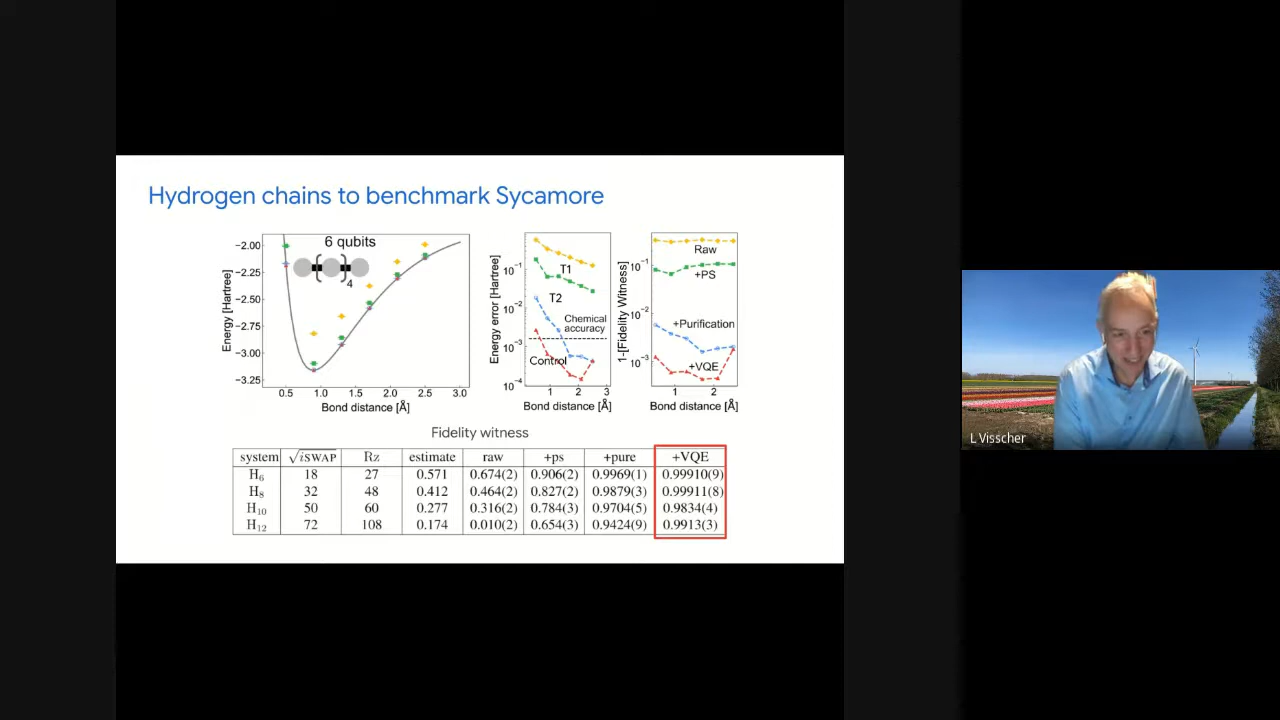 Hydrogen chains to benchmark Sycamore
6 qubits
4
Energy [Hartree]
−2.00
−2.25
−2.50
−2.75
−3.00
−3.25
0.5 1.0 1.5 2.0 2.5 3.0
Bond distance [Å]
Energy error [Hartree]
10⁻¹
10⁻²
10⁻³
10⁻⁴
T1
T2
Chemical
accuracy
Control
1 2 3
Bond distance [Å]
1-[Fidelity Witness]
10⁻¹
10⁻²
10⁻³
Raw
+PS
+Purification
+VQE
1 2
Bond distance [Å]
Fidelity witness
system √iSWAP Rz estimate raw +ps +pure +VQE
H₆ 18 27 0.571 0.674(2) 0.906(2) 0.9969(1) 0.99910(9)
H₈ 32 48 0.412 0.464(2) 0.827(2) 0.9879(3) 0.99911(8)
H₁₀ 50 60 0.277 0.316(2) 0.784(3) 0.9704(5) 0.9834(4)
H₁₂ 72 108 0.174 0.010(2) 0.654(3) 0.9424(9) 0.9913(3)
L Visscher